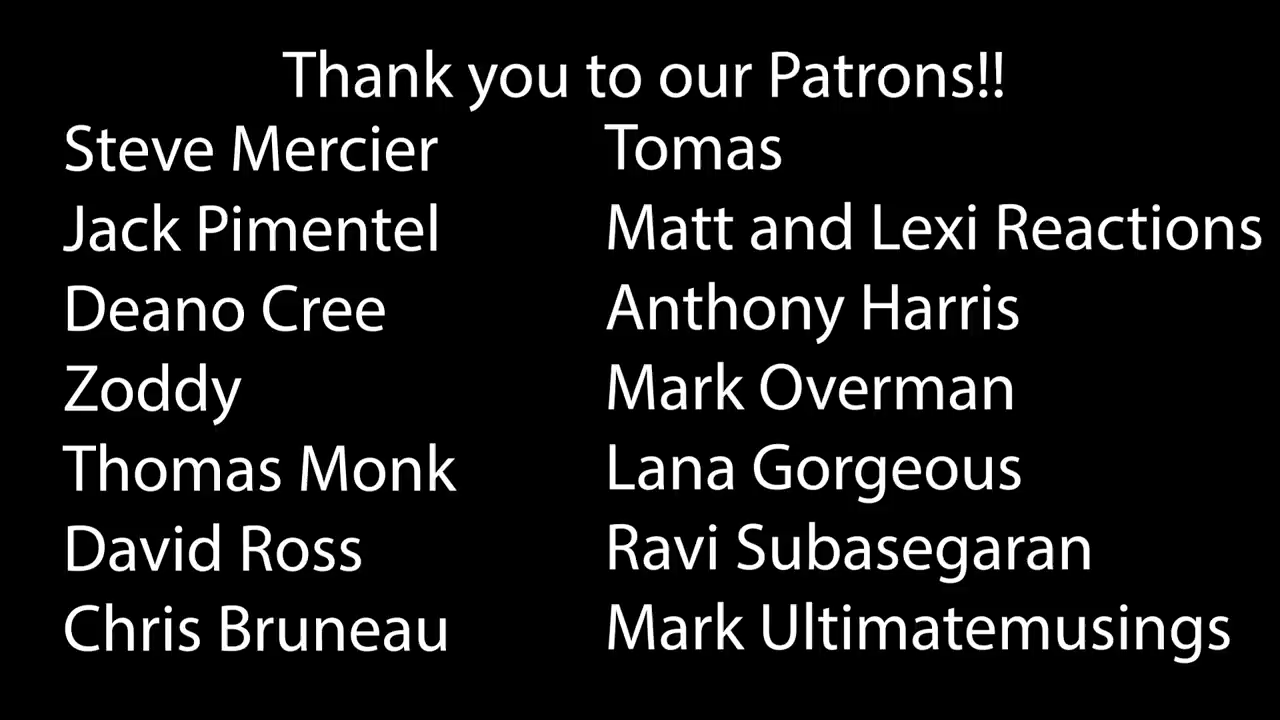 Thank you to our Patrons!!
Steve Mercier
Jack Pimentel
Deano Cree
Zoddy
Thomas Monk
David Ross
Chris Bruneau
Tomas
Matt and Lexi Reactions
Anthony Harris
Mark Overman
Lana Gorgeous
Ravi Subasegaran
Mark Ultimatemusings